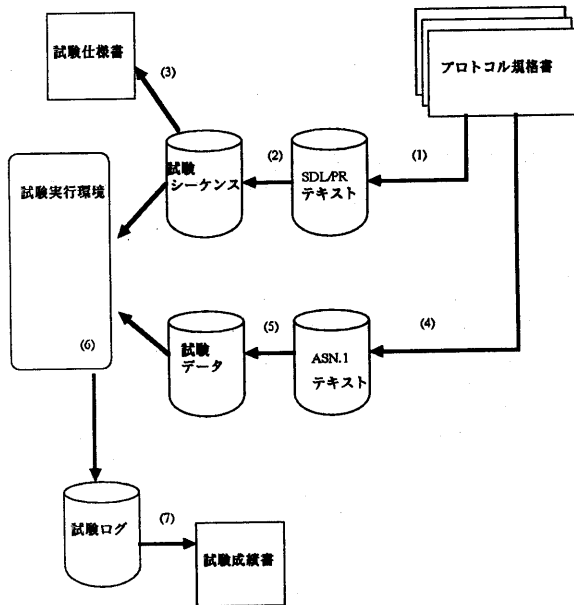 試験仕様書
(3)
プロトコル規格書
試験
シーケンス
(2)
SDL/PR
テキスト
(1)
試験実行環境
(6)
試験
データ
(5)
ASN.1
テキスト
(4)
試験ログ
(7)
試験成績書